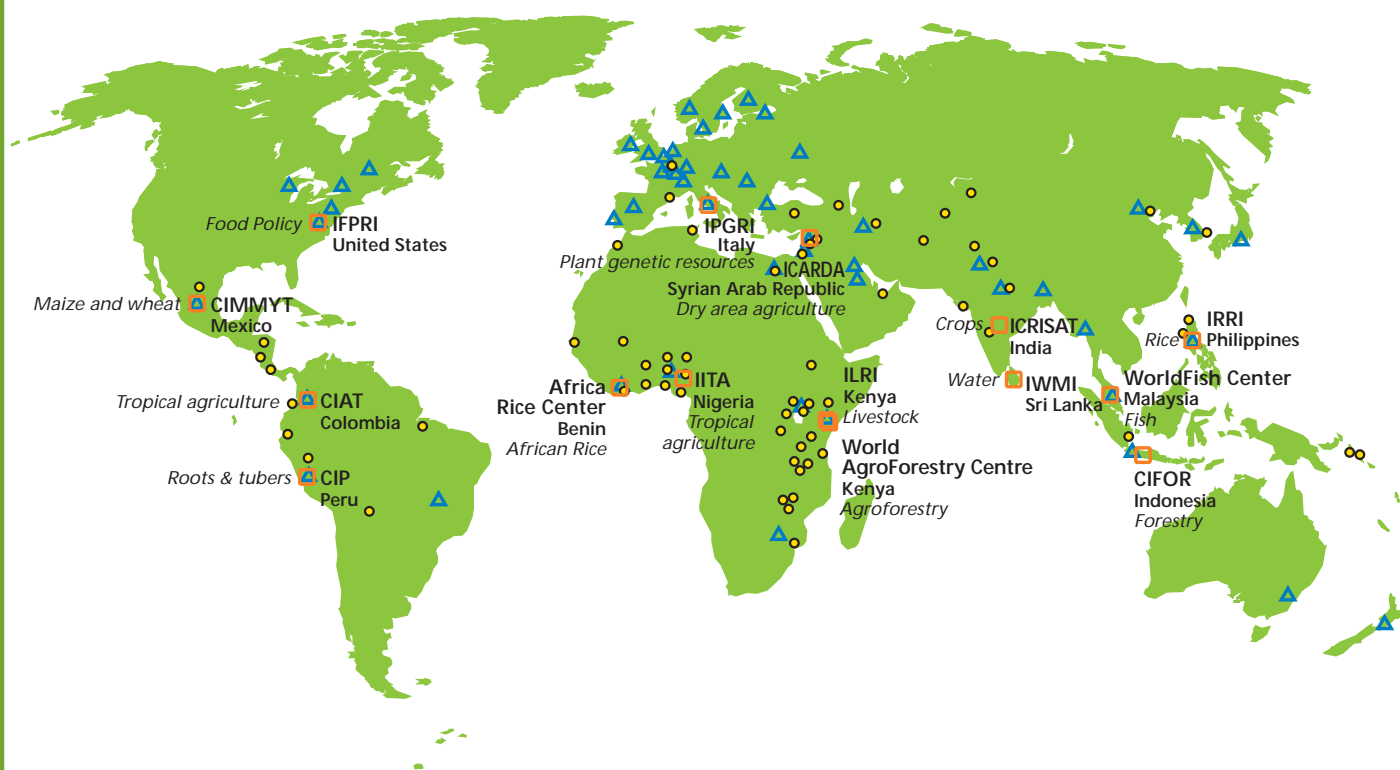 Food Policy IFPRI
United States
Maize and wheat CIMMYT
Mexico
Tropical agriculture CIAT
Colombia
Roots & tubers CIP
Peru
IPGRI
Italy
Plant genetic resources
ICARDA
Syrian Arab Republic
Dry area agriculture
Africa
Rice Center
Benin
African Rice
IITA
Nigeria
Tropical
agriculture
ILRI
Kenya
Livestock
World
AgroForestry Centre
Kenya
Agroforestry
Crops ICRISAT
India
Water IWMI
Sri Lanka
IRRI
Rice Philippines
WorldFish Center
Malaysia
Fish
CIFOR
Indonesia
Forestry